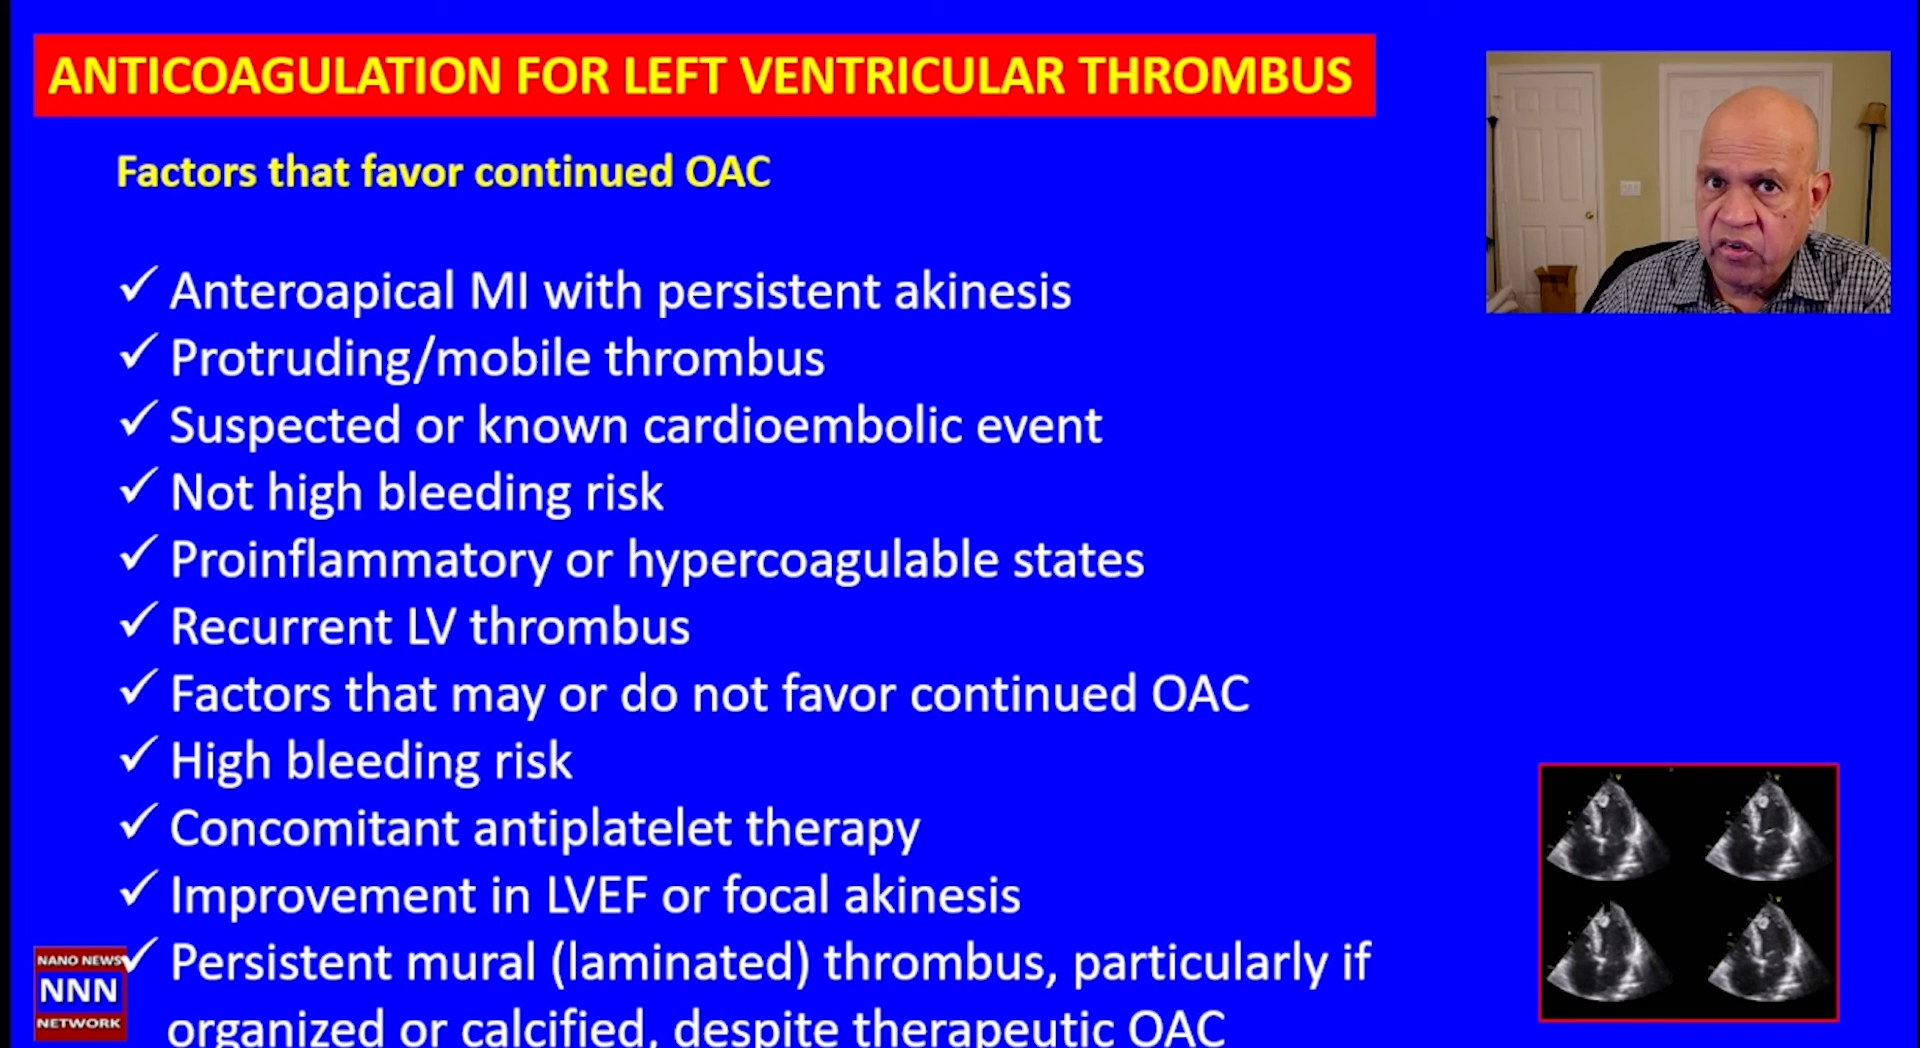 ANTICOAGULATION FOR LEFT VENTRICULAR THROMBUS
Factors that favor continued OAC
✓ Anteroapical MI with persistent akinesis
✓ Protruding/mobile thrombus
✓ Suspected or known cardioembolic event
✓ Not high bleeding risk
✓ Proinflammatory or hypercoagulable states
✓ Recurrent LV thrombus
✓ Factors that may or do not favor continued OAC
✓ High bleeding risk
✓ Concomitant antiplatelet therapy
✓ Improvement in LVEF or focal akinesis
✓ Persistent mural (laminated) thrombus, particularly if
organized or calcified, despite therapeutic OAC
NANO NEWS
NNN
NETWORK